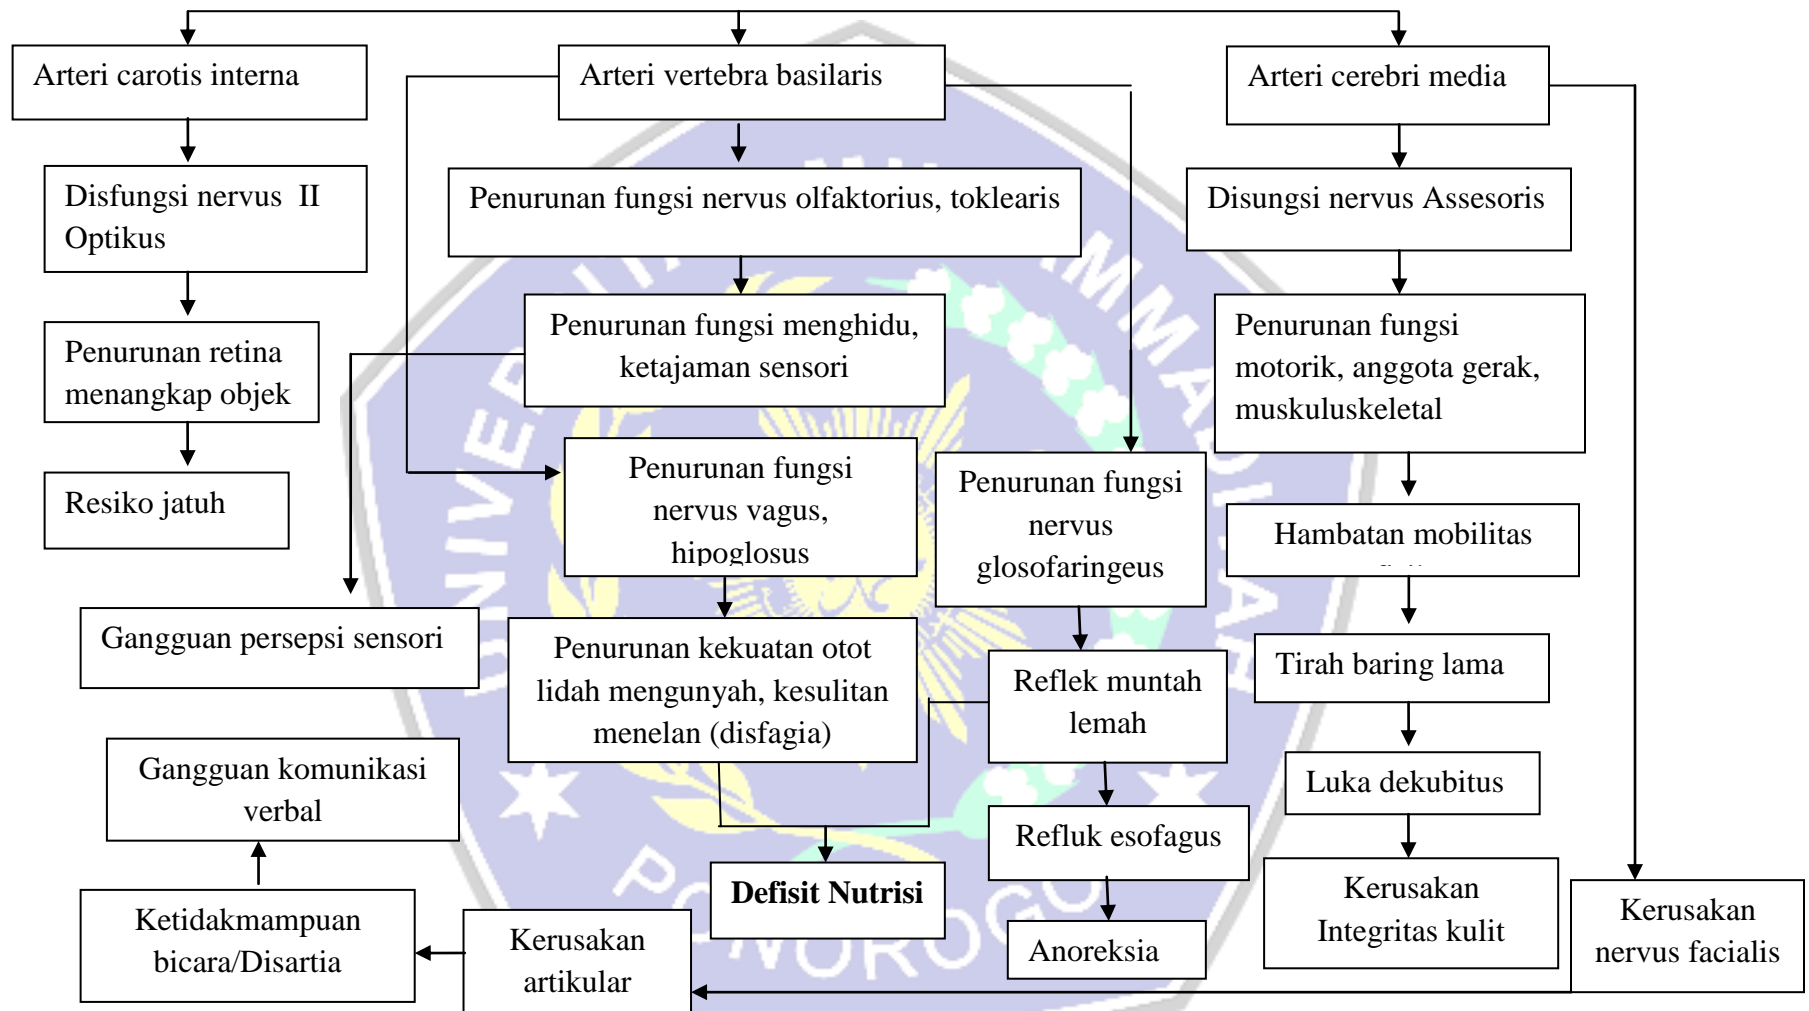 Arteri carotis interna
Arteri vertebra basilaris
Arteri cerebri media
Disfungsi nervus II
Optikus
Penurunan fungsi nervus olfaktorius, toklearis
Disungsi nervus Assesoris
Penurunan retina
menangkap objek
Penurunan fungsi menghidu,
ketajaman sensori
Penurunan fungsi
motorik, anggota gerak,
muskuluskeletal
Resiko jatuh
Penurunan fungsi
nervus vagus,
hipoglosus
Penurunan fungsi
nervus
glosofaringeus
Hambatan mobilitas
Gangguan persepsi sensori
Penurunan kekuatan otot
lidah mengunyah, kesulitan
menelan (disfagia)
Reflek muntah
lemah
Tirah baring lama
Gangguan komunikasi
verbal
Luka dekubitus
Refluk esofagus
Defisit Nutrisi
Kerusakan
Integritas kulit
Kerusakan
nervus facialis
Ketidakmampuan
bicara/Disartia
Kerusakan
artikular
Anoreksia
PONOROGO